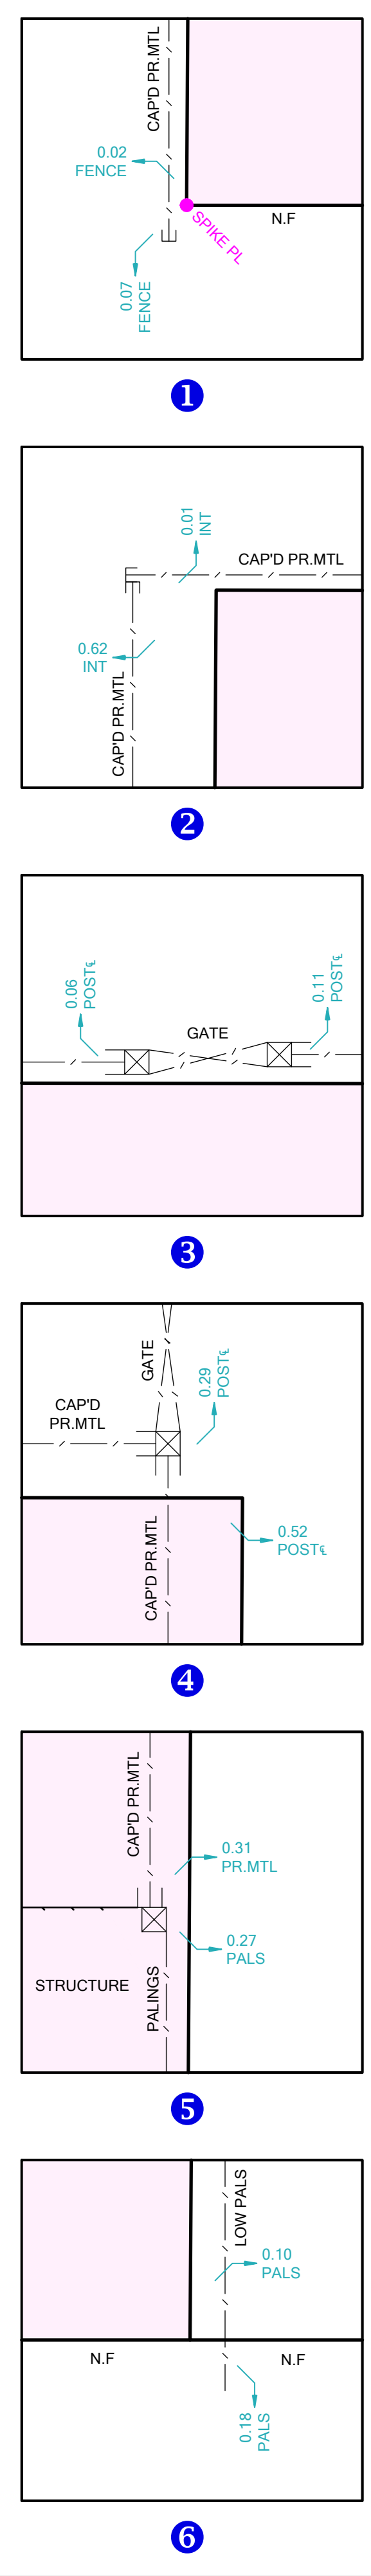 CAP'D PR.MTL
0.02
FENCE
N.F
SPIKE PL
0.07
FENCE
1
0.01
INT
CAP'D PR.MTL
0.62
INT
CAP'D PR.MTL
2
0.06
POST℄
0.11
POST℄
GATE
3
GATE
0.29
POST℄
CAP'D
PR.MTL
0.52
POST℄
CAP'D PR.MTL
4
CAP'D PR.MTL
0.31
PR.MTL
0.27
PALS
STRUCTURE
PALINGS
5
LOW PALS
0.10
PALS
N.F
N.F
0.18
PALS
6